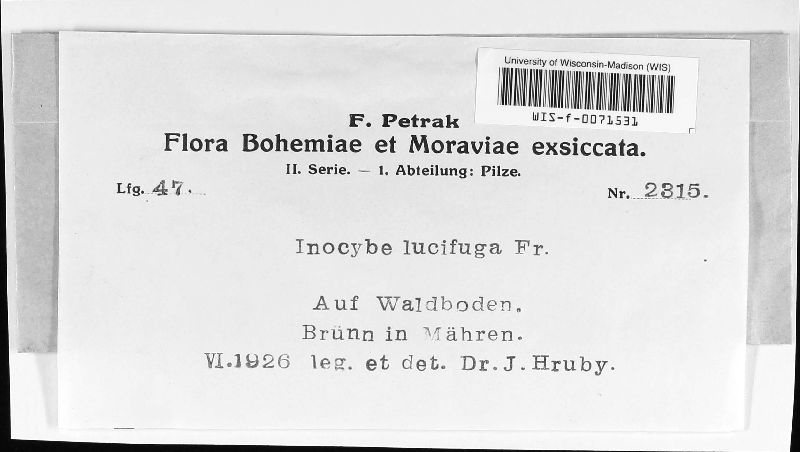 University of Wisconsin-Madison (WIS)
WIS-f-0071531
F. Petrak
Flora Bohemiae et Moraviae exsiccata.
II. Serie. — 1. Abteilung: Pilze.
Lfg. 47.
Nr. 2315.
Inocybe lucifuga Fr.
Auf Waldboden.
Brünn in Mähren.
VI.1926 leg. et det. Dr. J. Hruby.